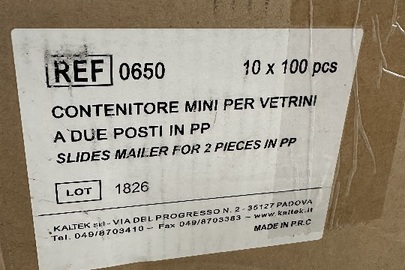 REF 0650 10 x 100 pcs
CONTENITORE MINI PER VETRINI
A DUE POSTI IN PP
SLIDES MAILER FOR 2 PIECES IN PP
LOT 1826
KALTEK srl - VIA DEL PROGRESSO N. 2 - 35127 PADOVA
Tel. 049/8703410 – Fax 049/8703383 ~ www.kaltek.it
MADE IN P.R.C